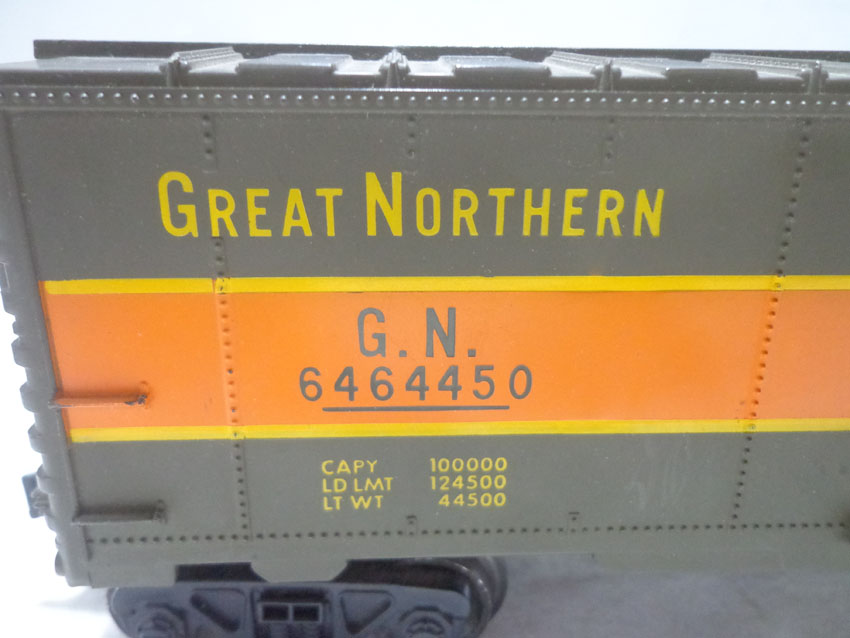 GREAT NORTHERN
G. N.
6464450
CAPY 100000
LD LMT 124500
LT WT 44500